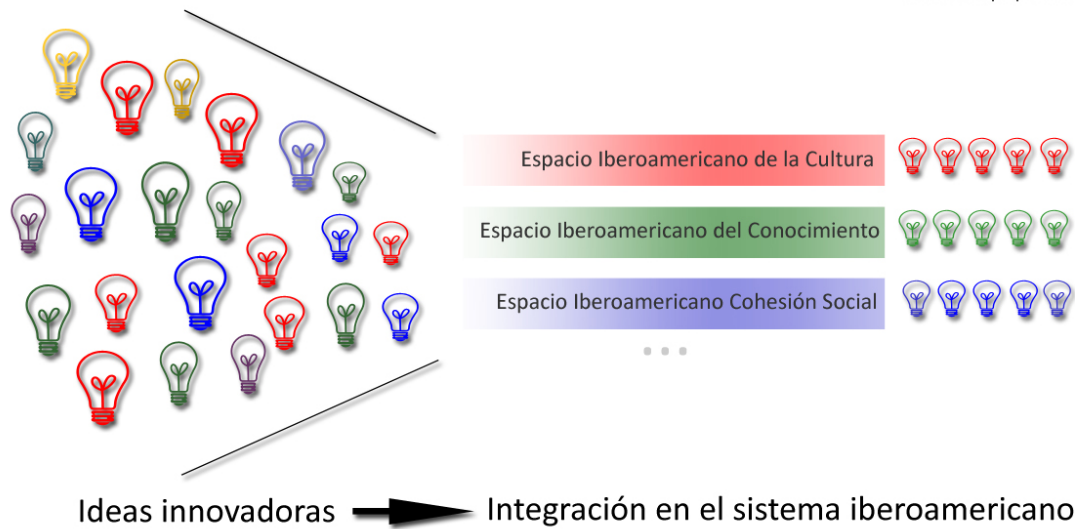 Espacio Iberoamericano de la Cultura
Espacio Iberoamericano del Conocimiento
Espacio Iberoamericano Cohesión Social
...
Ideas innovadoras
Integración en el sistema iberoamericano